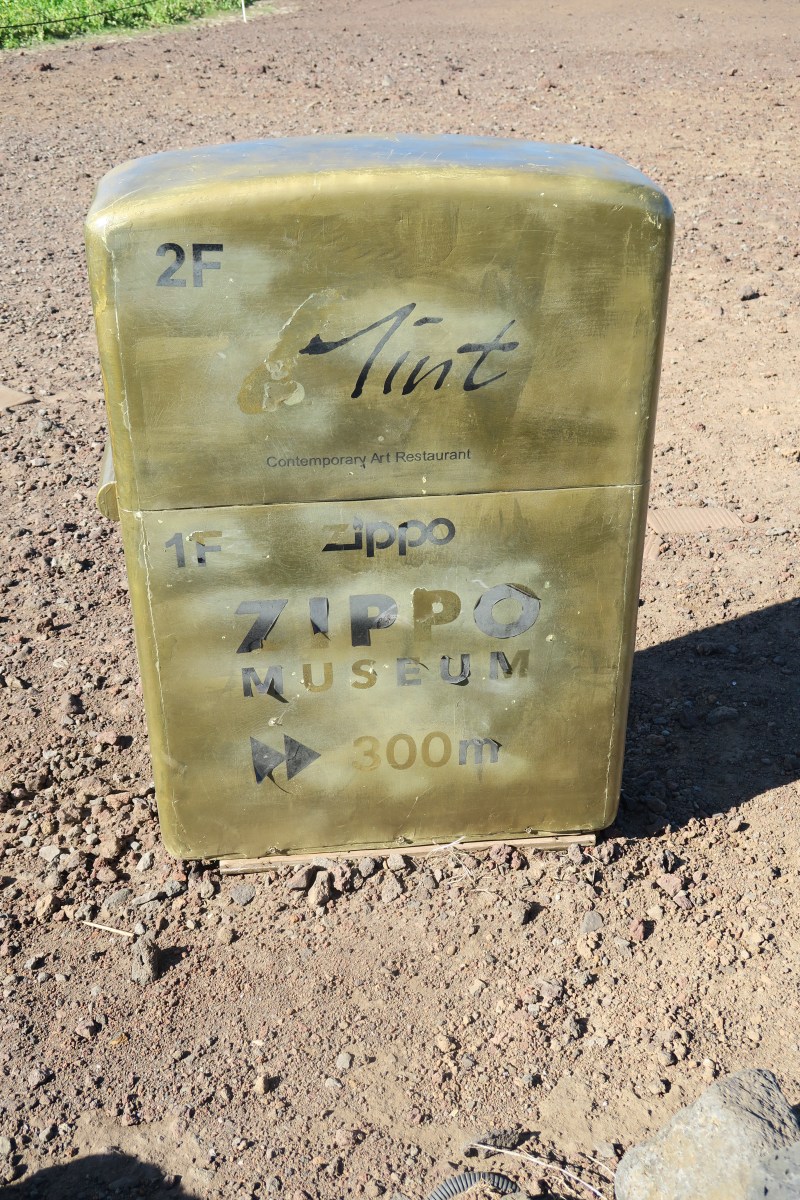 2F
Mint
Contemporary Art Restaurant
1F
zippo
ZIPPO
MUSEUM
300m